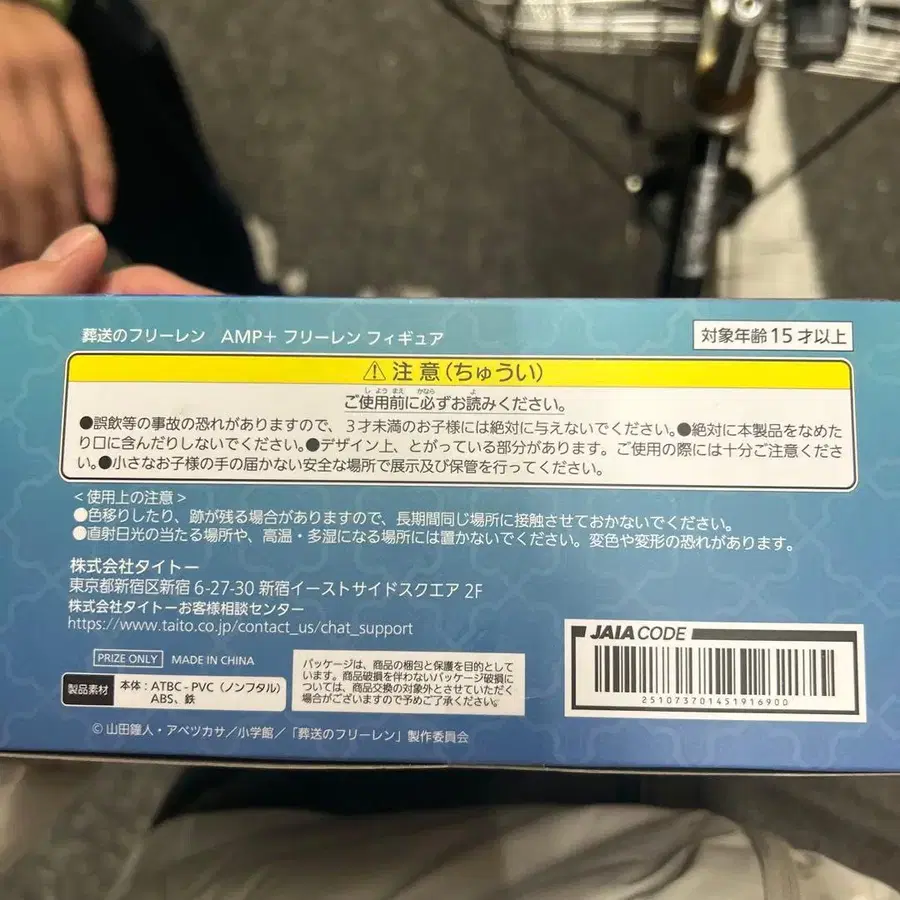 葬送のフリーレン AMP+ フリーレン フィギュア
対象年齢15才以上
⚠ 注意(ちゅうい)
しようまえ かなら よ
ご使用前に必ずお読みください。
●誤飲等の事故の恐れがありますので、3才未満のお子様には絶対に与えないでください。●絶対に本製品をなめた
り口に含んだりしないでください。●デザイン上、とがっている部分があります。ご使用の際には十分ご注意くださ
い。●小さなお子様の手の届かない安全な場所で展示及び保管を行ってください。
<使用上の注意>
●色移りしたり、跡が残る場合がありますので、長期間同じ場所に接触させておかないでください。
●直射日光の当たる場所や、高温・多湿になる場所には置かないでください。変色や変形の恐れがあります。
株式会社タイトー
東京都新宿区新宿 6-27-30 新宿イーストサイドスクエア 2F
株式会社タイトーお客様相談センター
https://www.taito.co.jp/contact_us/chat_support
PRIZE ONLY MADE IN CHINA
製品素材 本体:ATBC-PVC(ノンフタル)
ABS、鉄
パッケージは、商品の梱包と保護を目的として
います。商品破損を伴わないパッケージ破損に
ついては、商品交換の対象外とさせていただく
場合がございますので予めご了承ください。
JAIA CODE
251073701451916900
© 山田鐘人・アベツカサ/小学館/「葬送のフリーレン」製作委員会